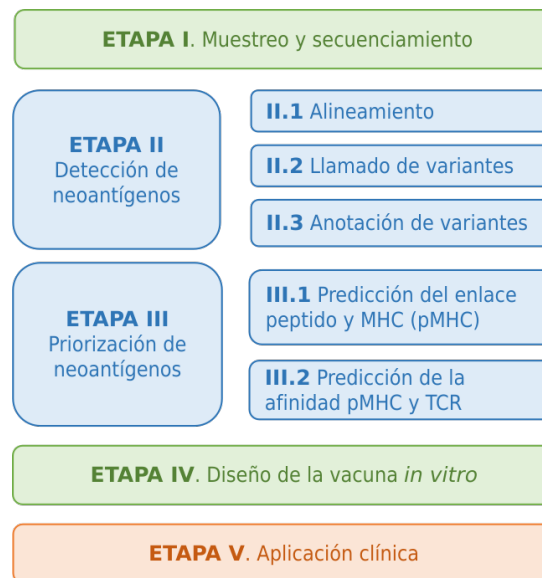 ETAPA I. Muestreo y secuenciamiento
ETAPA II
Detección de
neoantígenos
II.1 Alineamiento
II.2 Llamado de variantes
II.3 Anotación de variantes
ETAPA III
Priorización de
neoantígenos
III.1 Predicción del enlace
peptido y MHC (pMHC)
III.2 Predicción de la
afinidad pMHC y TCR
ETAPA IV. Diseño de la vacuna in vitro
ETAPA V. Aplicación clínica